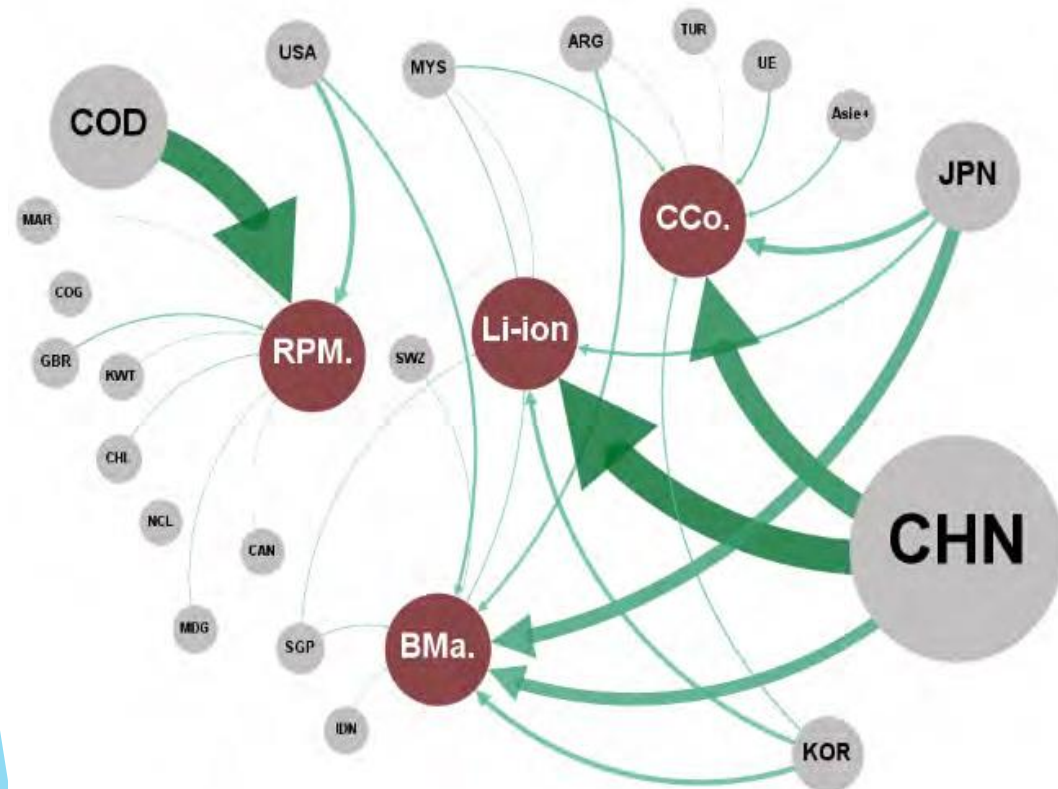 USA
MYS
ARG
TUR
UE
COD
Asie+
JPN
MAR
CCo.
COG
Li-ion
GBR
KWT
RPM.
SWZ
CHL
NCL
CAN
CHN
MDG
SGP
BMa.
IDN
KOR